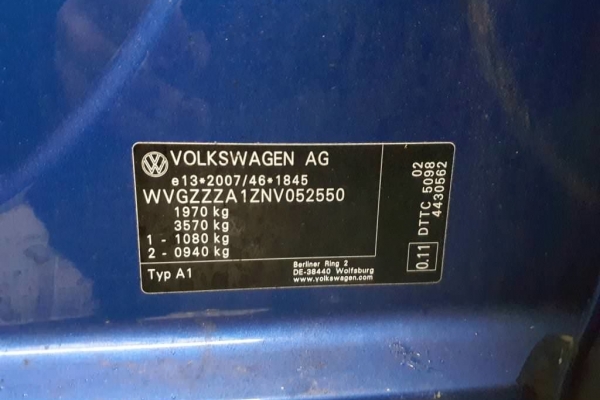 VOLKSWAGEN AG
e13*2007/46*1845
WVGZZZA1ZNV052550
1970 kg
3570 kg
1 - 1080 kg
2 - 0940 kg
Typ A1
Berliner Ring 2
DE-38440 Wolfsburg
www.volkswagen.com
0.11
DTTC 5098 02
4430562